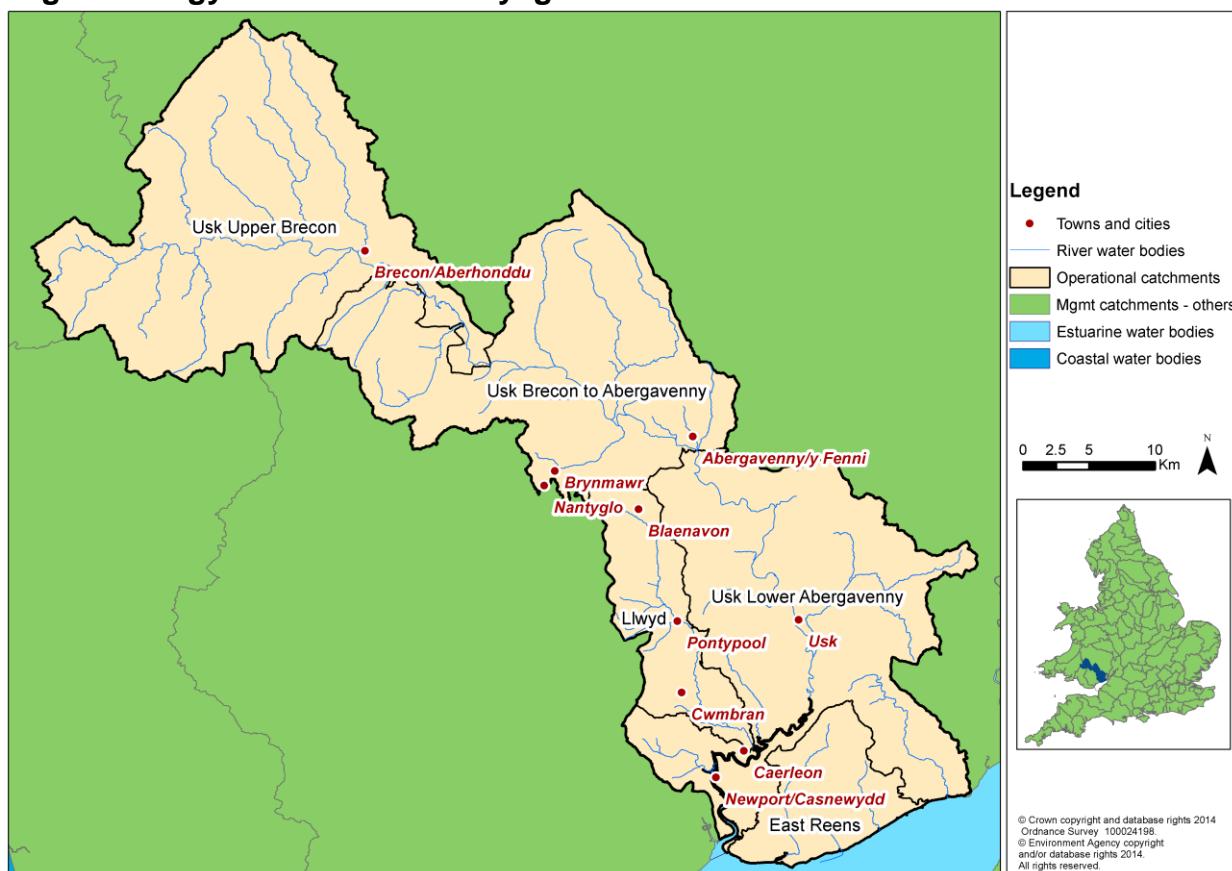 Usk Upper Brecon
Brecon/Aberhonddu
Usk Brecon to Abergavenny
Abergavenny/y Fenni
Brynmawr
Nantyglo
Blaenavon
Usk Lower Abergavenny
Llwyd
Pontypool
Usk
Cwmbran
Caerleon
Newport/Casnewydd
East Reens
Legend
Towns and cities
River water bodies
Operational catchments
Mgmt catchments - others
Estuarine water bodies
Coastal water bodies
0 2.5 5 10
Km
N
© Crown copyright and database rights 2014
Ordnance Survey 100024198.
© Environment Agency copyright
and/or database rights 2014.
All rights reserved.